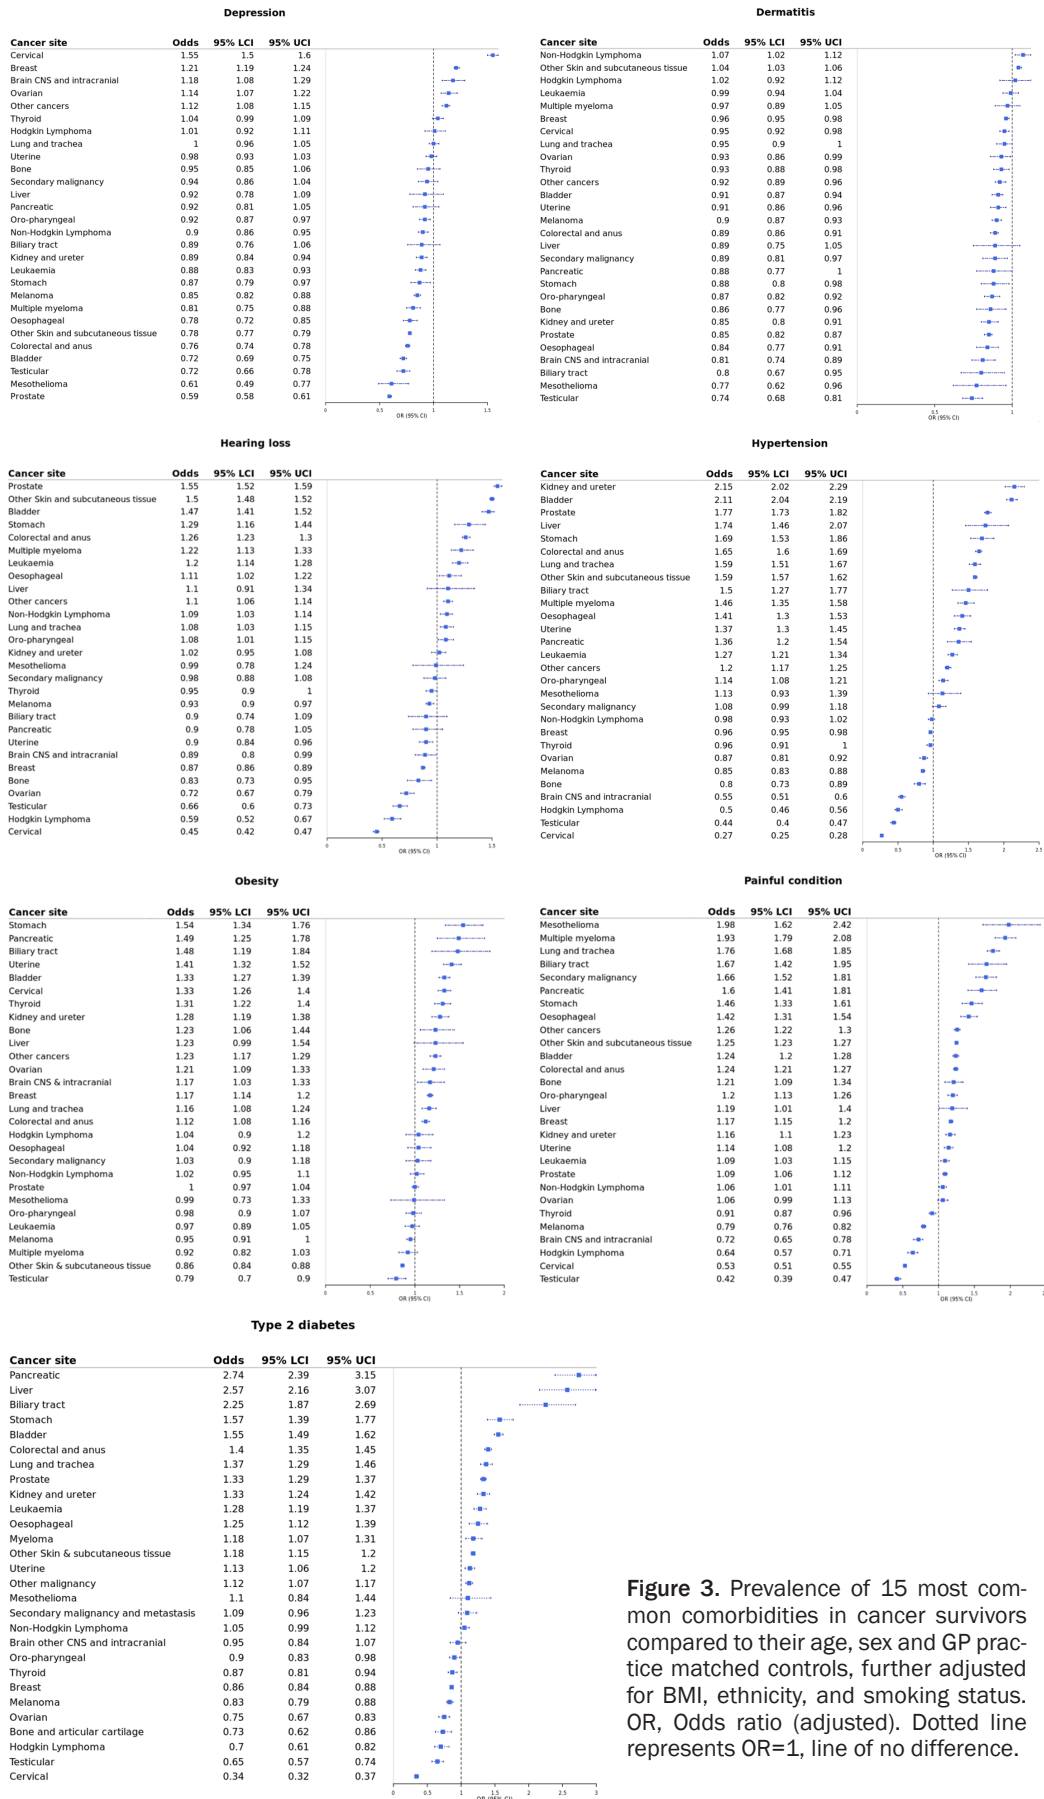 Depression
Cancer site Odds 95% LCI 95% UCI
Cervical 1.55 1.5 1.6
Breast 1.21 1.19 1.24
Brain CNS and intracranial 1.18 1.08 1.29
Ovarian 1.14 1.07 1.22
Other cancers 1.12 1.08 1.15
Thyroid 1.04 0.99 1.09
Hodgkin Lymphoma 1.01 0.92 1.11
Lung and trachea 1 0.96 1.05
Uterine 0.98 0.93 1.03
Bone 0.95 0.85 1.06
Secondary malignancy 0.94 0.86 1.04
Liver 0.92 0.78 1.09
Pancreatic 0.92 0.81 1.05
Oro-pharyngeal 0.92 0.87 0.97
Non-Hodgkin Lymphoma 0.9 0.86 0.95
Biliary tract 0.89 0.76 1.06
Kidney and ureter 0.89 0.84 0.94
Leukaemia 0.88 0.83 0.93
Stomach 0.87 0.79 0.97
Melanoma 0.85 0.82 0.88
Multiple myeloma 0.81 0.75 0.88
Oesophageal 0.78 0.72 0.85
Other Skin and subcutaneous tissue 0.78 0.77 0.79
Colorectal and anus 0.76 0.74 0.78
Bladder 0.72 0.69 0.75
Testicular 0.72 0.66 0.78
Mesothelioma 0.61 0.49 0.77
Prostate 0.59 0.58 0.61
0 0.5 1 1.5
OR (95% CI)
Dermatitis
Cancer site Odds 95% LCI 95% UCI
Non-Hodgkin Lymphoma 1.07 1.02 1.12
Other Skin and subcutaneous tissue 1.04 1.03 1.06
Hodgkin Lymphoma 1.02 0.92 1.12
Leukaemia 0.99 0.94 1.04
Multiple myeloma 0.97 0.89 1.05
Breast 0.96 0.95 0.98
Cervical 0.95 0.92 0.98
Lung and trachea 0.95 0.9 1
Ovarian 0.93 0.86 0.99
Thyroid 0.93 0.88 0.98
Other cancers 0.92 0.89 0.96
Bladder 0.91 0.87 0.94
Uterine 0.91 0.86 0.96
Melanoma 0.9 0.87 0.93
Colorectal and anus 0.89 0.86 0.91
Liver 0.89 0.75 1.05
Secondary malignancy 0.89 0.81 0.97
Pancreatic 0.88 0.77 1
Stomach 0.88 0.8 0.98
Oro-pharyngeal 0.87 0.82 0.92
Bone 0.86 0.77 0.96
Kidney and ureter 0.85 0.8 0.91
Prostate 0.85 0.82 0.87
Oesophageal 0.84 0.77 0.91
Brain CNS and intracranial 0.81 0.74 0.89
Biliary tract 0.8 0.67 0.95
Mesothelioma 0.77 0.62 0.96
Testicular 0.74 0.68 0.81
0 0.5 1
OR (95% CI)
Hearing loss
Cancer site Odds 95% LCI 95% UCI
Prostate 1.55 1.52 1.59
Other Skin and subcutaneous tissue 1.5 1.48 1.52
Bladder 1.47 1.41 1.52
Stomach 1.29 1.16 1.44
Colorectal and anus 1.26 1.23 1.3
Multiple myeloma 1.22 1.13 1.33
Leukaemia 1.2 1.14 1.28
Oesophageal 1.11 1.02 1.22
Liver 1.1 0.91 1.34
Other cancers 1.1 1.06 1.14
Non-Hodgkin Lymphoma 1.09 1.03 1.14
Lung and trachea 1.08 1.03 1.15
Oro-pharyngeal 1.08 1.01 1.15
Kidney and ureter 1.02 0.95 1.08
Mesothelioma 0.99 0.78 1.24
Secondary malignancy 0.98 0.88 1.08
Thyroid 0.95 0.9 1
Melanoma 0.93 0.9 0.97
Biliary tract 0.9 0.74 1.09
Pancreatic 0.9 0.78 1.05
Uterine 0.9 0.84 0.96
Brain CNS and intracranial 0.89 0.8 0.99
Breast 0.87 0.86 0.89
Bone 0.83 0.73 0.95
Ovarian 0.72 0.67 0.79
Testicular 0.66 0.6 0.73
Hodgkin Lymphoma 0.59 0.52 0.67
Cervical 0.45 0.42 0.47
0 0.5 1 1.5
OR (95% CI)
Hypertension
Cancer site Odds 95% LCI 95% UCI
Kidney and ureter 2.15 2.02 2.29
Bladder 2.11 2.04 2.19
Prostate 1.77 1.73 1.82
Liver 1.74 1.46 2.07
Stomach 1.69 1.53 1.86
Colorectal and anus 1.65 1.6 1.69
Lung and trachea 1.59 1.51 1.67
Other Skin and subcutaneous tissue 1.59 1.57 1.62
Biliary tract 1.5 1.27 1.77
Multiple myeloma 1.46 1.35 1.58
Oesophageal 1.41 1.3 1.53
Uterine 1.37 1.3 1.45
Pancreatic 1.36 1.2 1.54
Leukaemia 1.27 1.21 1.34
Other cancers 1.2 1.17 1.25
Oro-pharyngeal 1.14 1.08 1.21
Mesothelioma 1.13 0.93 1.39
Secondary malignancy 1.08 0.99 1.18
Non-Hodgkin Lymphoma 0.98 0.93 1.02
Breast 0.96 0.95 0.98
Thyroid 0.96 0.91 1
Ovarian 0.87 0.81 0.92
Melanoma 0.85 0.83 0.88
Bone 0.8 0.73 0.89
Brain CNS and intracranial 0.55 0.51 0.6
Hodgkin Lymphoma 0.5 0.46 0.56
Testicular 0.44 0.4 0.47
Cervical 0.27 0.25 0.28
0 0.5 1 1.5 2 2.5
OR (95% CI)
Obesity
Cancer site Odds 95% LCI 95% UCI
Stomach 1.54 1.34 1.76
Pancreatic 1.49 1.25 1.78
Biliary tract 1.48 1.19 1.84
Uterine 1.41 1.32 1.52
Bladder 1.33 1.27 1.39
Cervical 1.33 1.26 1.4
Thyroid 1.31 1.22 1.4
Kidney and ureter 1.28 1.19 1.38
Bone 1.23 1.06 1.44
Liver 1.23 0.99 1.54
Other cancers 1.23 1.17 1.29
Ovarian 1.21 1.09 1.33
Brain CNS & intracranial 1.17 1.03 1.33
Breast 1.17 1.14 1.2
Lung and trachea 1.16 1.08 1.24
Colorectal and anus 1.12 1.08 1.16
Hodgkin Lymphoma 1.04 0.9 1.2
Oesophageal 1.04 0.92 1.18
Secondary malignancy 1.03 0.9 1.18
Non-Hodgkin Lymphoma 1.02 0.95 1.1
Prostate 1 0.97 1.04
Mesothelioma 0.99 0.73 1.33
Oro-pharyngeal 0.98 0.9 1.07
Leukaemia 0.97 0.89 1.05
Melanoma 0.95 0.91 1
Multiple myeloma 0.92 0.82 1.03
Other Skin & subcutaneous tissue 0.86 0.84 0.88
Testicular 0.79 0.7 0.9
0 0.5 1 1.5 2
OR (95% CI)
Painful condition
Cancer site Odds 95% LCI 95% UCI
Mesothelioma 1.98 1.62 2.42
Multiple myeloma 1.93 1.79 2.08
Lung and trachea 1.76 1.68 1.85
Biliary tract 1.67 1.42 1.95
Secondary malignancy 1.66 1.52 1.81
Pancreatic 1.6 1.41 1.81
Stomach 1.46 1.33 1.61
Oesophageal 1.42 1.31 1.54
Other cancers 1.26 1.22 1.3
Other Skin and subcutaneous tissue 1.25 1.23 1.27
Bladder 1.24 1.2 1.28
Colorectal and anus 1.24 1.21 1.27
Bone 1.21 1.09 1.34
Oro-pharyngeal 1.2 1.13 1.26
Liver 1.19 1.01 1.4
Breast 1.17 1.15 1.2
Kidney and ureter 1.16 1.1 1.23
Uterine 1.14 1.08 1.2
Leukaemia 1.09 1.03 1.15
Prostate 1.09 1.06 1.12
Non-Hodgkin Lymphoma 1.06 1.01 1.11
Ovarian 1.06 0.99 1.13
Thyroid 0.91 0.87 0.96
Melanoma 0.79 0.76 0.82
Brain CNS and intracranial 0.72 0.65 0.78
Hodgkin Lymphoma 0.64 0.57 0.71
Cervical 0.53 0.51 0.55
Testicular 0.42 0.39 0.47
0 0.5 1 1.5 2
OR (95% CI)
Type 2 diabetes
Cancer site Odds 95% LCI 95% UCI
Pancreatic 2.74 2.39 3.15
Liver 2.57 2.16 3.07
Biliary tract 2.25 1.87 2.69
Stomach 1.57 1.39 1.77
Bladder 1.55 1.49 1.62
Colorectal and anus 1.4 1.35 1.45
Lung and trachea 1.37 1.29 1.46
Prostate 1.33 1.29 1.37
Kidney and ureter 1.33 1.24 1.42
Leukaemia 1.28 1.19 1.37
Oesophageal 1.25 1.12 1.39
Myeloma 1.18 1.07 1.31
Other Skin & subcutaneous tissue 1.18 1.15 1.2
Uterine 1.13 1.06 1.2
Other malignancy 1.12 1.07 1.17
Mesothelioma 1.1 0.84 1.44
Secondary malignancy and metastasis 1.09 0.96 1.23
Non-Hodgkin Lymphoma 1.05 0.99 1.12
Brain other CNS and intracranial 0.95 0.84 1.07
Oro-pharyngeal 0.9 0.83 0.98
Thyroid 0.87 0.81 0.94
Breast 0.86 0.84 0.88
Melanoma 0.83 0.79 0.88
Ovarian 0.75 0.67 0.83
Bone and articular cartilage 0.73 0.62 0.86
Hodgkin Lymphoma 0.7 0.61 0.82
Testicular 0.65 0.57 0.74
Cervical 0.34 0.32 0.37
0 0.5 1 1.5 2 2.5 3
OR (95% CI)
Figure 3. Prevalence of 15 most com-
mon comorbidities in cancer survivors
compared to their age, sex and GP prac-
tice matched controls, further adjusted
for BMI, ethnicity, and smoking status.
OR, Odds ratio (adjusted). Dotted line
represents OR=1, line of no difference.